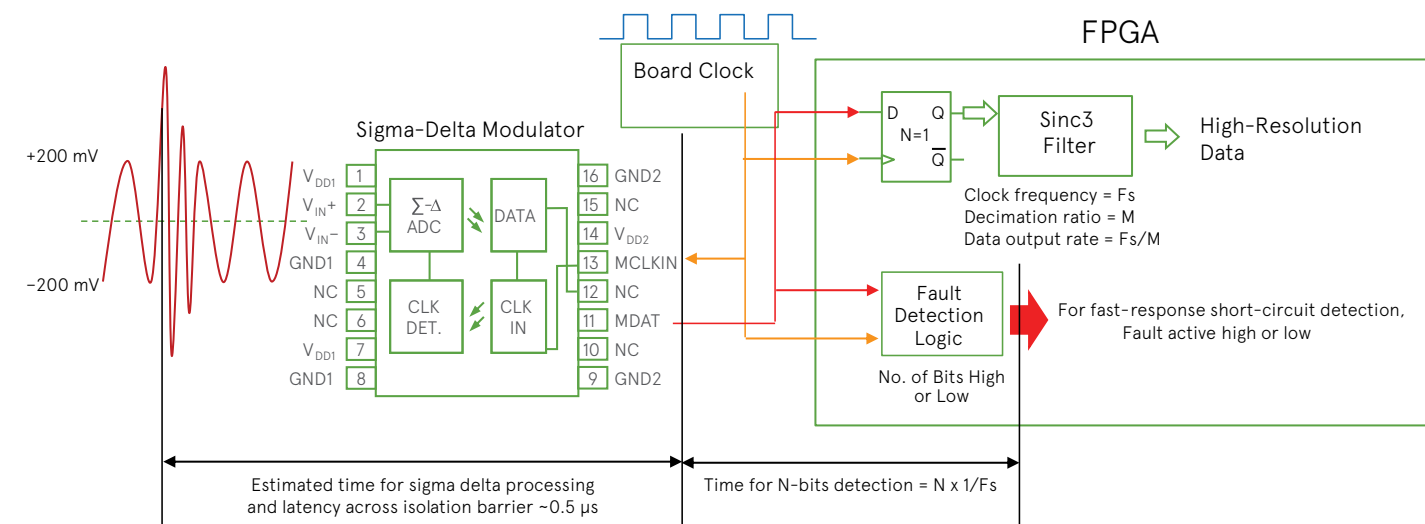 FPGA
Board Clock
D Q
N=1
Q
Sinc3
Filter
High-Resolution
Data
Clock frequency = Fs
Decimation ratio = M
Data output rate = Fs/M
Sigma-Delta Modulator
+200 mV
−200 mV
VDD1 1
VIN+ 2
VIN− 3
GND1 4
NC 5
NC 6
VDD1 7
GND1 8
∑-Δ
ADC
DATA
CLK
DET.
CLK
IN
16 GND2
15 NC
14 VDD2
13 MCLKIN
12 NC
11 MDAT
10 NC
9 GND2
Fault
Detection
Logic
No. of Bits High
or Low
For fast-response short-circuit detection,
Fault active high or low
Estimated time for sigma delta processing
and latency across isolation barrier ~0.5 µs
Time for N-bits detection = N x 1/Fs